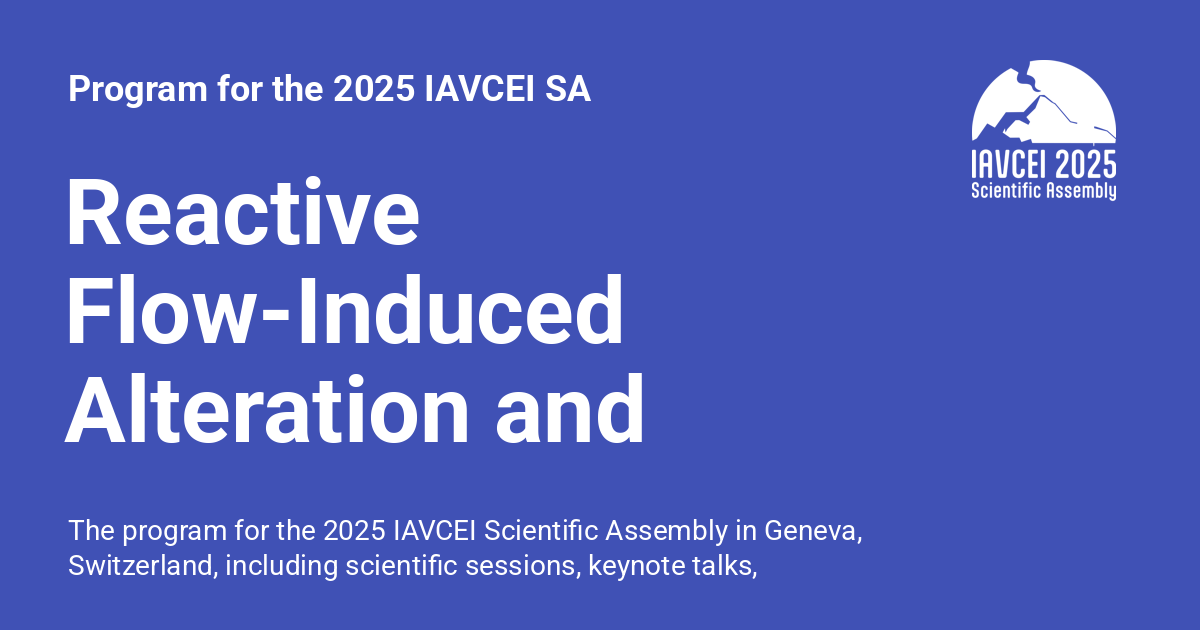 Program for the 2025 IAVCEI SA
IAVCEI 2025
Scientific Assembly
Reactive
Flow-Induced
Alteration and
The program for the 2025 IAVCEI Scientific Assembly in Geneva,
Switzerland, including scientific sessions, keynote talks,